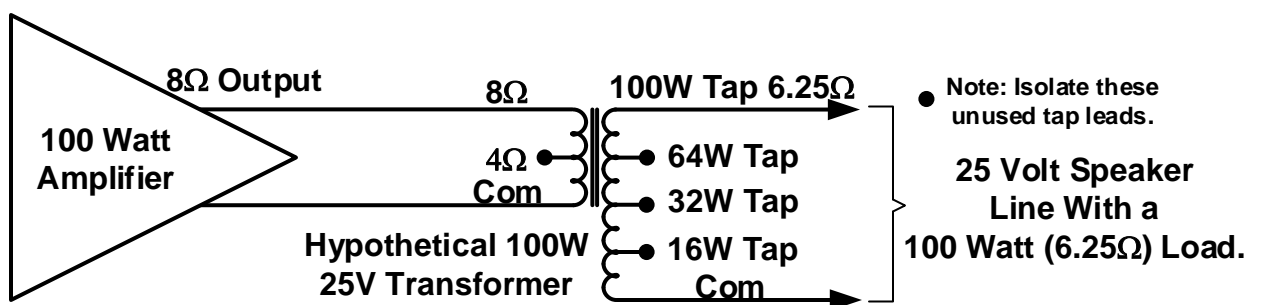 8Ω Output
8Ω
100W Tap 6.25Ω
Note: Isolate these
unused tap leads.
100 Watt
Amplifier
4Ω
Com
64W Tap
32W Tap
16W Tap
Com
25 Volt Speaker
Line With a
100 Watt (6.25Ω) Load.
Hypothetical 100W
25V Transformer